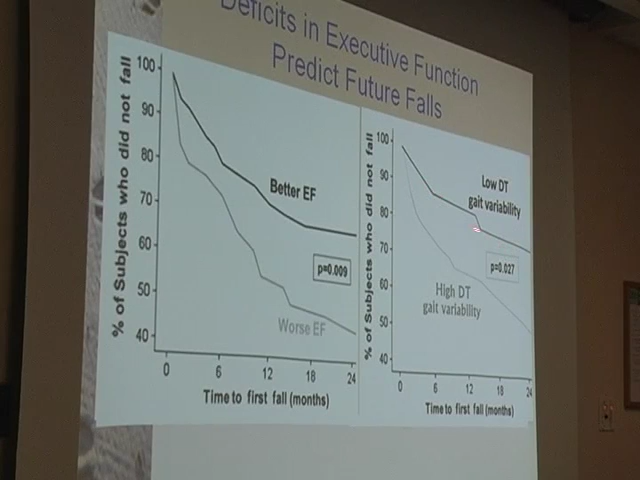 Deficits in Executive Function
Predict Future Falls
% of Subjects who did not fall
100
90
80
70
60
50
40
Better EF
p=0.009
Worse EF
0
6
12
18
24
Time to first fall (months)
% of Subjects who did not fall
100
90
80
70
60
50
40
Low DT
gait variability
p=0.027
High DT
gait variability
0
6
12
18
24
Time to first fall (months)